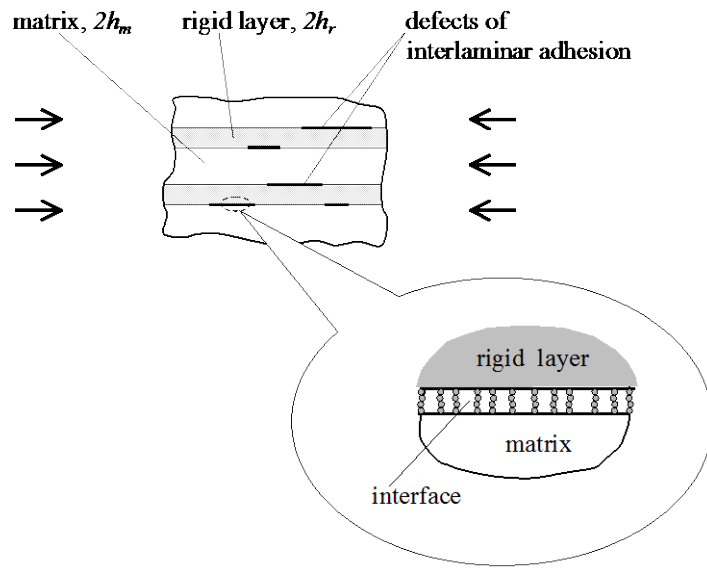 matrix, 2hm
rigid layer, 2hr
defects of
interlaminar adhesion
rigid layer
matrix
interface